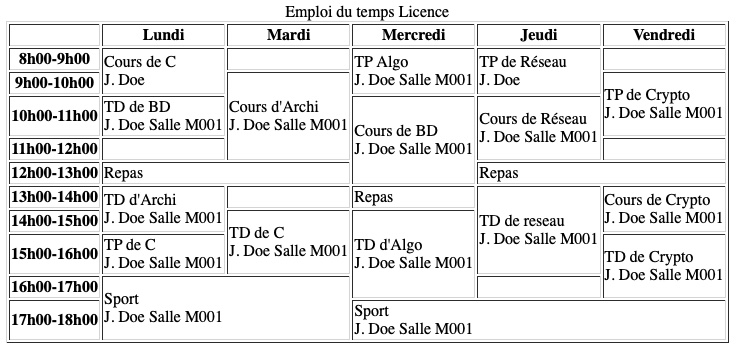 Emploi du temps Licence
Lundi Mardi Mercredi Jeudi Vendredi
8h00-9h00 Cours de C TP Algo TP de Réseau
J. Doe J. Doe Salle M001 J. Doe
9h00-10h00 Cours d'Archi TP de Crypto
J. Doe Salle M001 J. Doe Salle M001
10h00-11h00 TD de BD Cours de BD Cours de Réseau
J. Doe Salle M001 J. Doe Salle M001 J. Doe Salle M001
11h00-12h00
12h00-13h00 Repas Repas
13h00-14h00 TD d'Archi Repas TD de reseau Cours de Crypto
J. Doe Salle M001 J. Doe Salle M001 J. Doe Salle M001
14h00-15h00 TD de C TD d'Algo
J. Doe Salle M001 J. Doe Salle M001
15h00-16h00 TP de C TD de Crypto
J. Doe Salle M001 J. Doe Salle M001
16h00-17h00 Sport
J. Doe Salle M001
17h00-18h00 Sport
J. Doe Salle M001